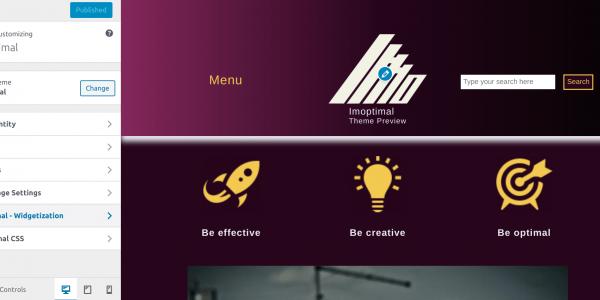 Published
ustomizing
mal
eme
al
Change
ntity
s
ge Settings
al - Widgetization
nal CSS
Controls
Menu
Imoptimal
Theme Preview
Type your search here
Search
Be effective
Be creative
Be optimal